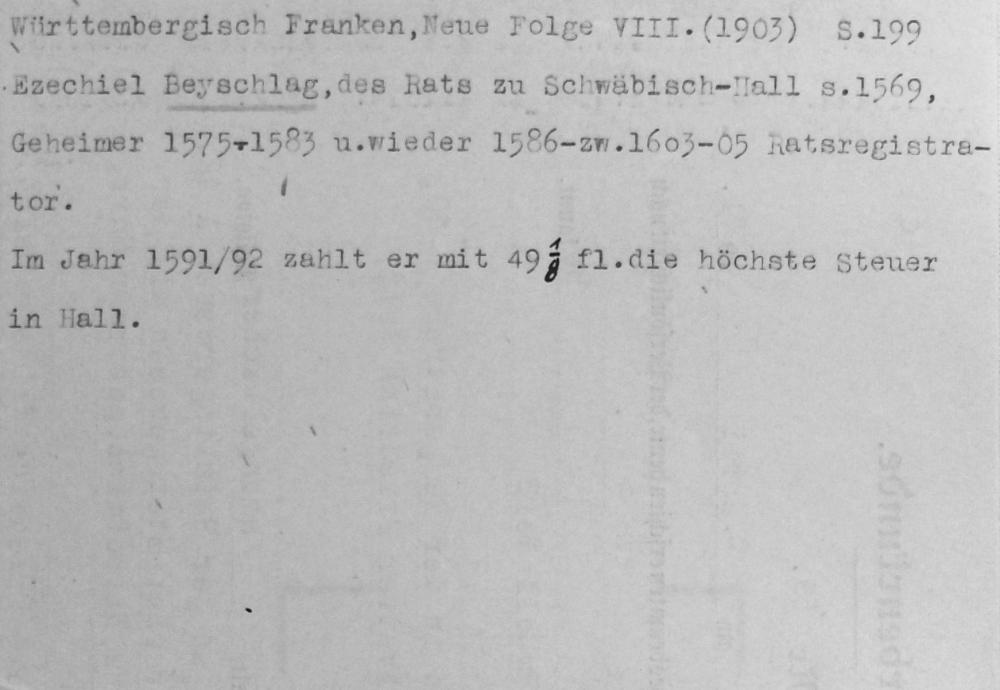 Württembergisch Franken,Neue Folge VIII.(1903) S.199
Ezechiel Beyschlag,des Rats zu Schwäbisch-Hall s.1569,
Geheimer 1575-1583 u.wieder 1586-zw.1603-05 Ratsregistra-
tor.
Im Jahr 1591/92 zahlt er mit 49 1/8 fl.die höchste Steuer
in Hall.